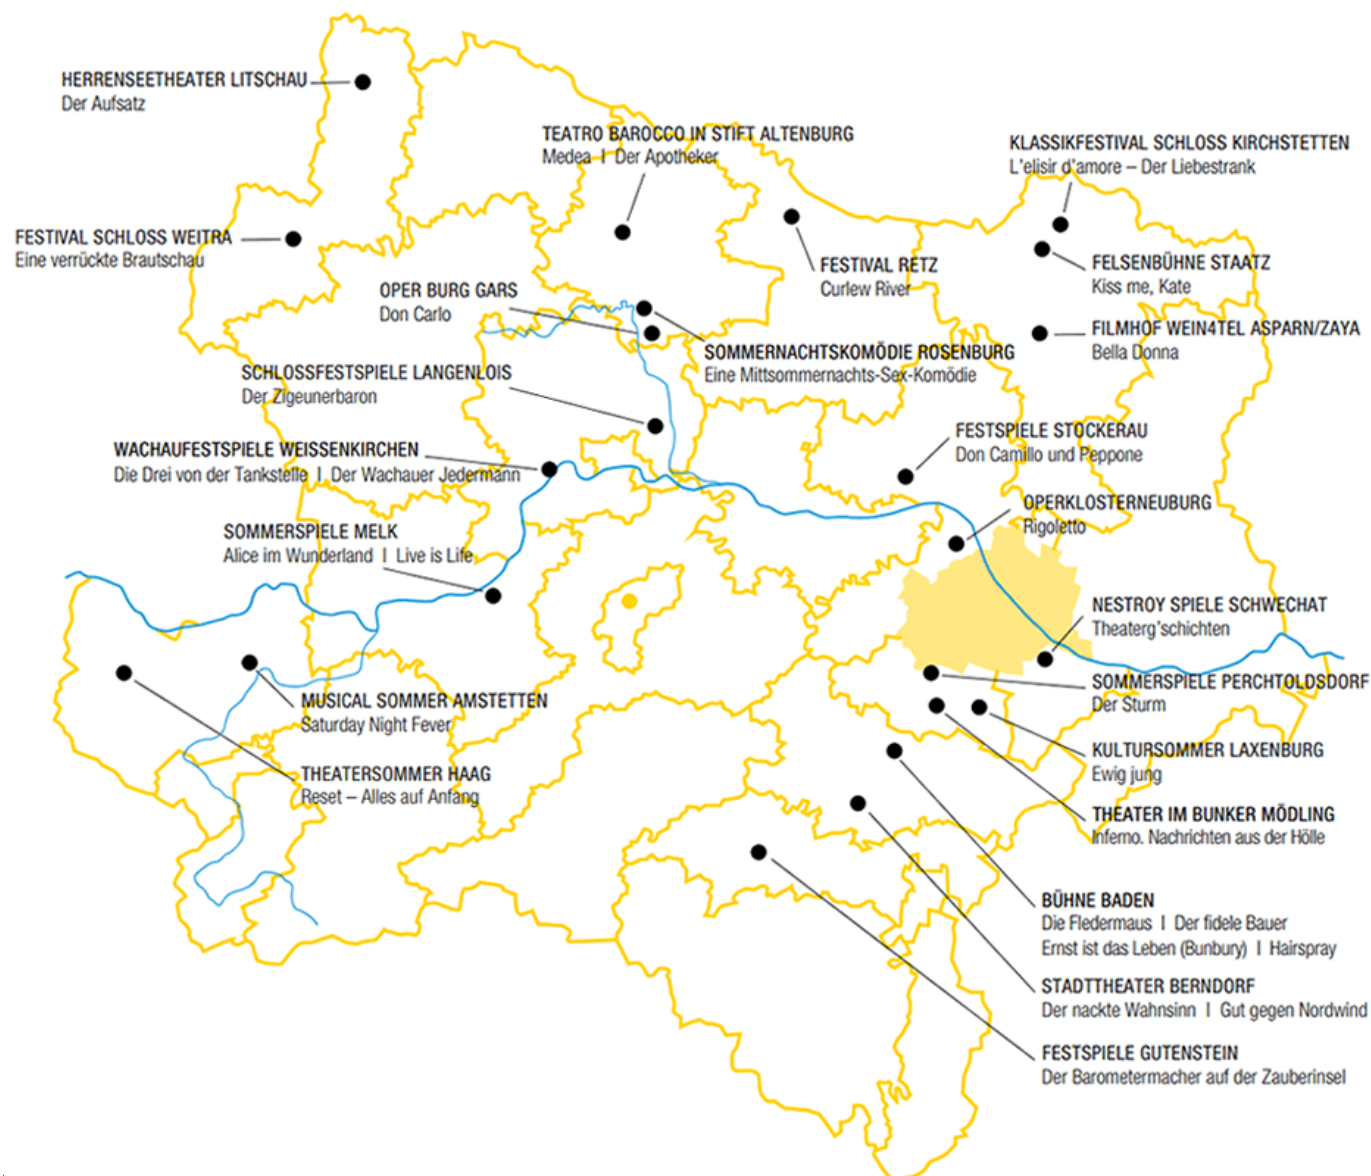 HERRENSEETHEATER LITSCHAU
Der Aufsatz
TEATRO BAROCCO IN STIFT ALTENBURG
Medea I Der Apotheker
KLASSIKFESTIVAL SCHLOSS KIRCHSTETTEN
L'elisir d'amore – Der Liebestrank
FESTIVAL SCHLOSS WEITRA
Eine verrückte Brautschau
FESTIVAL RETZ
Curlew River
FELSENBÜHNE STAATZ
Kiss me, Kate
OPER BURG GARS
Don Carlo
FILMHOF WEIN4TEL ASPARN/ZAYA
Bella Donna
SOMMERNACHTSKOMÖDIE ROSENBURG
Eine Mittsommernachts-Sex-Komödie
SCHLOSSFESTSPIELE LANGENLOIS
Der Zigeunerbaron
FESTSPIELE STOCKERAU
Don Camillo und Peppone
WACHAUFESTSPIELE WEISSENKIRCHEN
Die Drei von der Tankstelle I Der Wachauer Jedermann
OPERKLOSTERNEUBURG
Rigoletto
SOMMERSPIELE MELK
Alice im Wunderland I Live is Life
NESTROY SPIELE SCHWECHAT
Theaterg'schichten
SOMMERSPIELE PERCHTOLDSDORF
Der Sturm
MUSICAL SOMMER AMSTETTEN
Saturday Night Fever
KULTURSOMMER LAXENBURG
Ewig jung
THEATERSOMMER HAAG
Reset – Alles auf Anfang
THEATER IM BUNKER MÖDLING
Inferno. Nachrichten aus der Hölle
BÜHNE BADEN
Die Fledermaus I Der fidele Bauer
Ernst ist das Leben (Bunbury) I Hairspray
STADTTHEATER BERNDORF
Der nackte Wahnsinn I Gut gegen Nordwind
FESTSPIELE GUTENSTEIN
Der Barometermacher auf der Zauberinsel